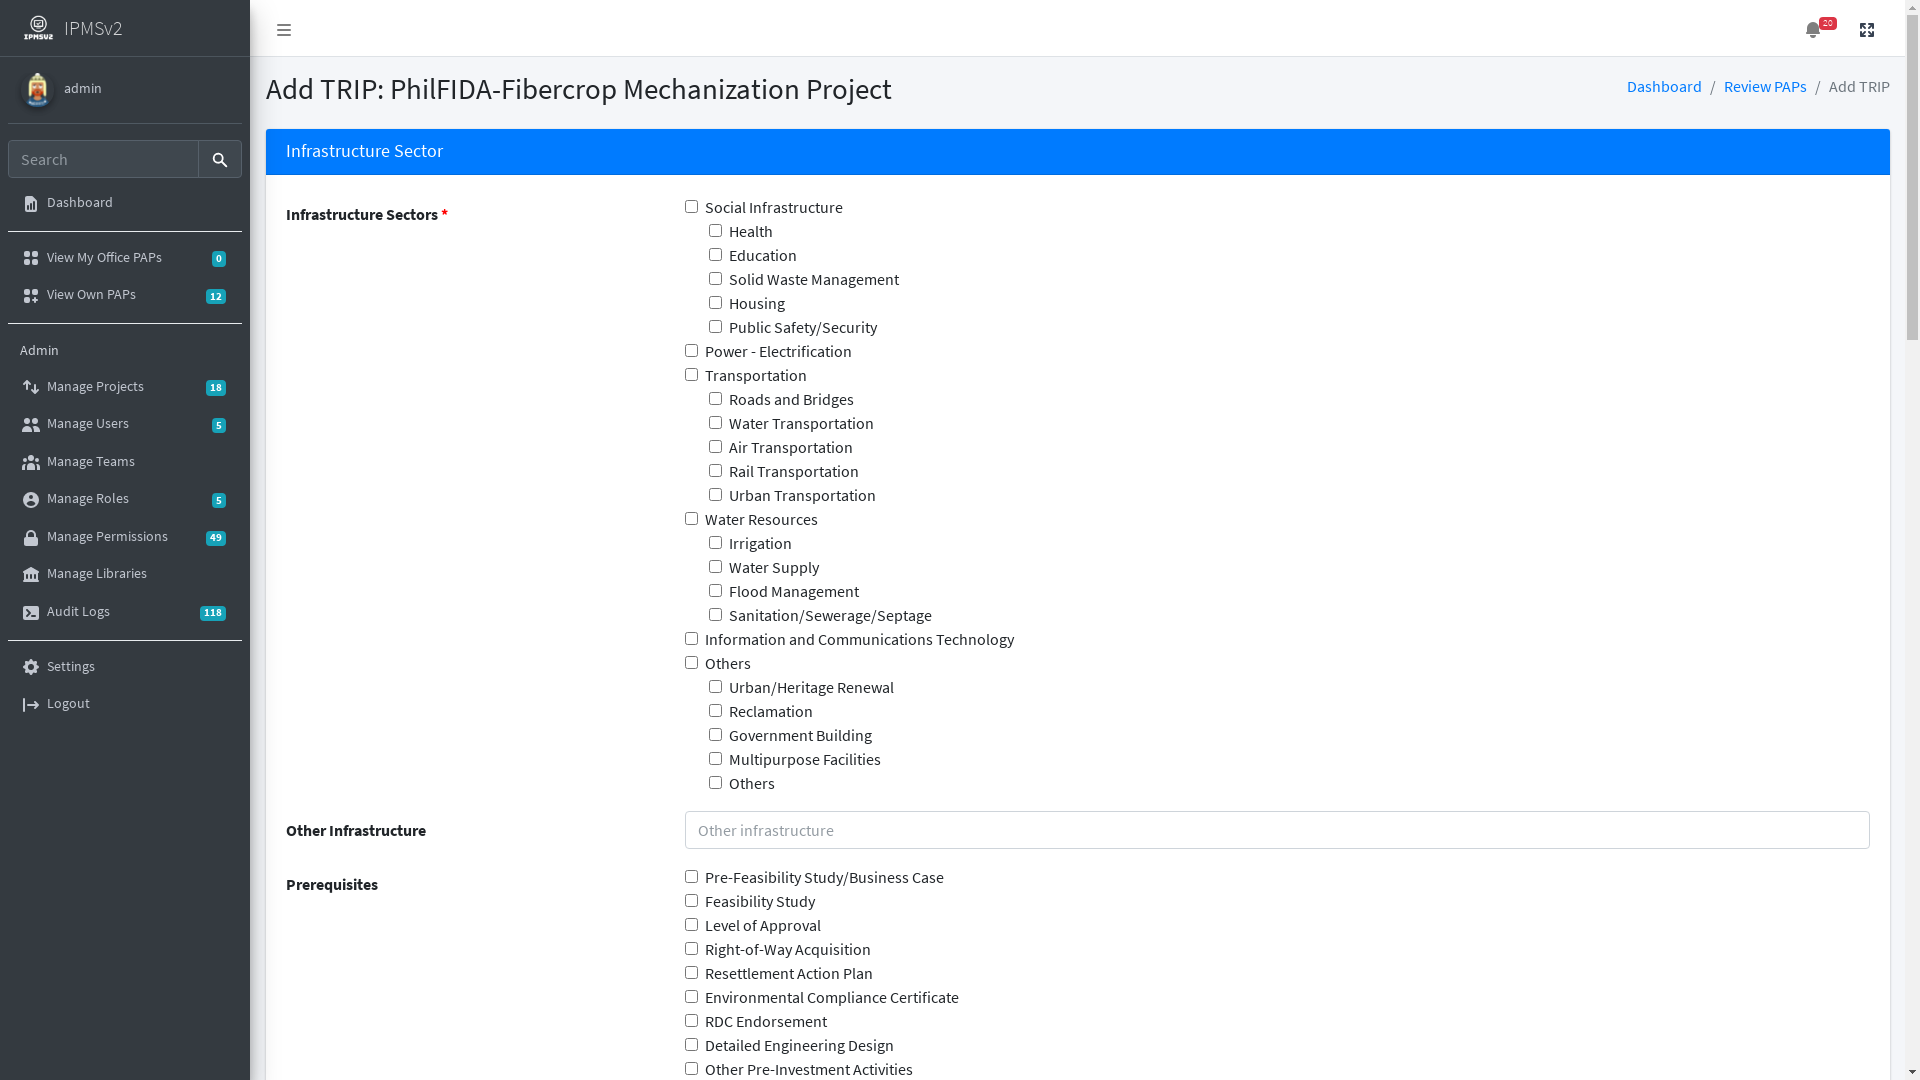 IPMSv2
IPMSV2
20
admin
Add TRIP: PhilFIDA-Fibercrop Mechanization Project
Dashboard / Review PAPs / Add TRIP
Search
Dashboard
View My Office PAPs 0
View Own PAPs 12
Admin
Manage Projects 18
Manage Users 5
Manage Teams
Manage Roles 5
Manage Permissions 49
Manage Libraries
Audit Logs 118
Settings
Logout
Infrastructure Sector
Infrastructure Sectors *
Social Infrastructure
Health
Education
Solid Waste Management
Housing
Public Safety/Security
Power - Electrification
Transportation
Roads and Bridges
Water Transportation
Air Transportation
Rail Transportation
Urban Transportation
Water Resources
Irrigation
Water Supply
Flood Management
Sanitation/Sewerage/Septage
Information and Communications Technology
Others
Urban/Heritage Renewal
Reclamation
Government Building
Multipurpose Facilities
Others
Other Infrastructure
Other infrastructure
Prerequisites
Pre-Feasibility Study/Business Case
Feasibility Study
Level of Approval
Right-of-Way Acquisition
Resettlement Action Plan
Environmental Compliance Certificate
RDC Endorsement
Detailed Engineering Design
Other Pre-Investment Activities